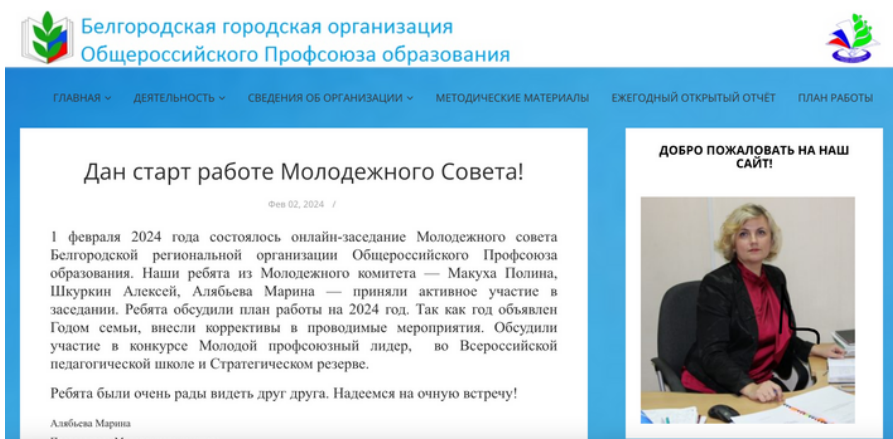 Белгородская городская организация
Общероссийского Профсоюза образования
ГЛАВНАЯ ДЕЯТЕЛЬНОСТЬ СВЕДЕНИЯ ОБ ОРГАНИЗАЦИИ МЕТОДИЧЕСКИЕ МАТЕРИАЛЫ ЕЖЕГОДНЫЙ ОТКРЫТЫЙ ОТЧЁТ ПЛАН РАБОТЫ
Дан старт работе Молодежного Совета!
Фев 02, 2024 /
1 февраля 2024 года состоялось онлайн-заседание Молодежного совета
Белгородской региональной организации Общероссийского Профсоюза
образования. Наши ребята из Молодежного комитета — Макуха Полина,
Шкуркин Алексей, Алябьева Марина — приняли активное участие в
заседании. Ребята обсудили план работы на 2024 год. Так как год объявлен
Годом семьи, внесли коррективы в проводимые мероприятия. Обсудили
участие в конкурсе Молодой профсоюзный лидер, во Всероссийской
педагогической школе и Стратегическом резерве.
Ребята были очень рады видеть друг друга. Надеемся на очную встречу!
Алябьева Марина
ДОБРО ПОЖАЛОВАТЬ НА НАШ
САЙТ!